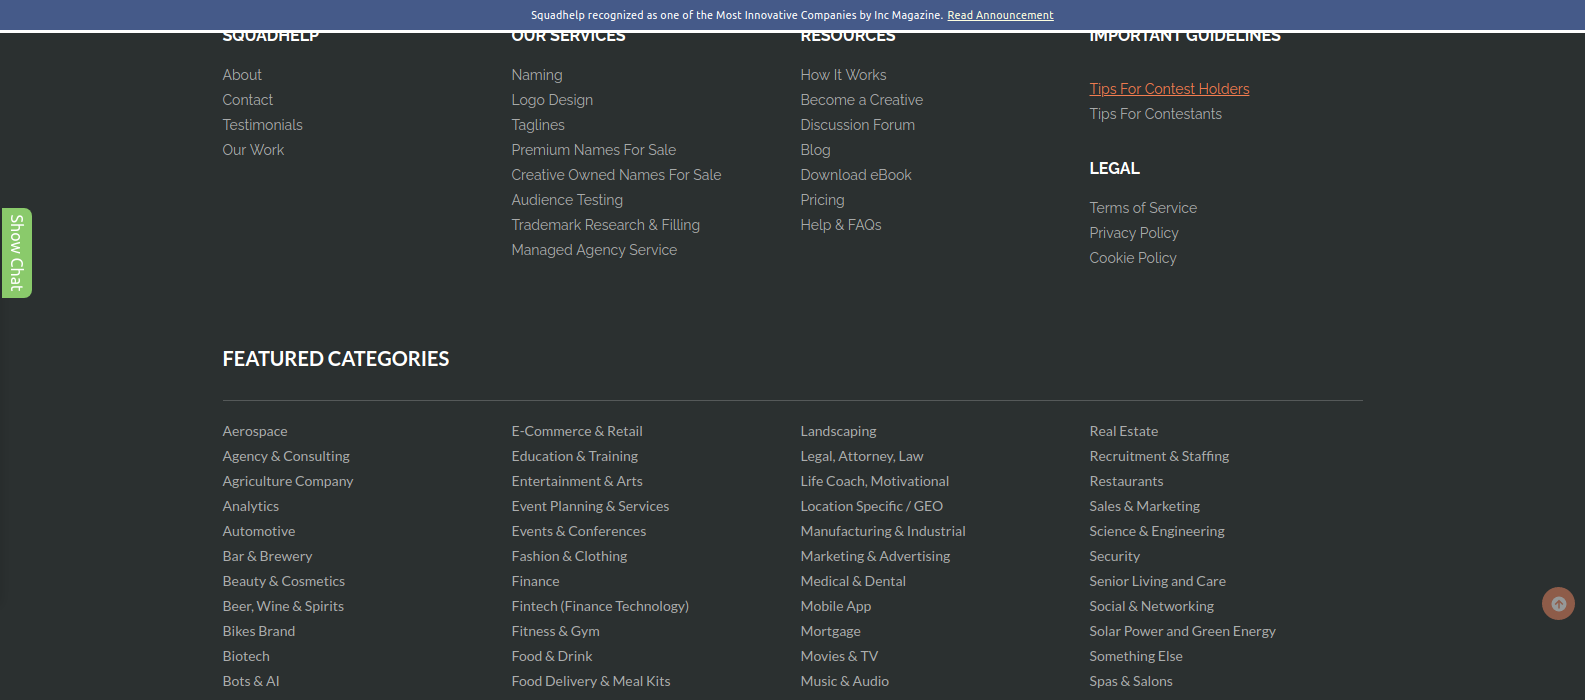 Squadhelp recognized as one of the Most Innovative Companies by Inc Magazine. Read Announcement
SQUADHELP
About
Contact
Testimonials
Our Work
OUR SERVICES
Naming
Logo Design
Taglines
Premium Names For Sale
Creative Owned Names For Sale
Audience Testing
Trademark Research & Filling
Managed Agency Service
RESOURCES
How It Works
Become a Creative
Discussion Forum
Blog
Download eBook
Pricing
Help & FAQs
IMPORTANT GUIDELINES
Tips For Contest Holders
Tips For Contestants
LEGAL
Terms of Service
Privacy Policy
Cookie Policy
Show Chat
FEATURED CATEGORIES
Aerospace
Agency & Consulting
Agriculture Company
Analytics
Automotive
Bar & Brewery
Beauty & Cosmetics
Beer, Wine & Spirits
Bikes Brand
Biotech
Bots & AI
E-Commerce & Retail
Education & Training
Entertainment & Arts
Event Planning & Services
Events & Conferences
Fashion & Clothing
Finance
Fintech (Finance Technology)
Fitness & Gym
Food & Drink
Food Delivery & Meal Kits
Landscaping
Legal, Attorney, Law
Life Coach, Motivational
Location Specific / GEO
Manufacturing & Industrial
Marketing & Advertising
Medical & Dental
Mobile App
Mortgage
Movies & TV
Music & Audio
Real Estate
Recruitment & Staffing
Restaurants
Sales & Marketing
Science & Engineering
Security
Senior Living and Care
Social & Networking
Solar Power and Green Energy
Something Else
Spas & Salons